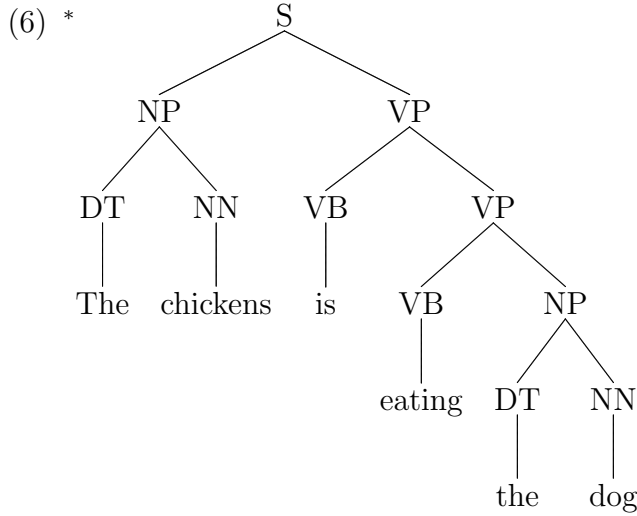 (6) * S
NP VP
DT NN VB VP
The chickens is VB NP
eating DT NN
the dog